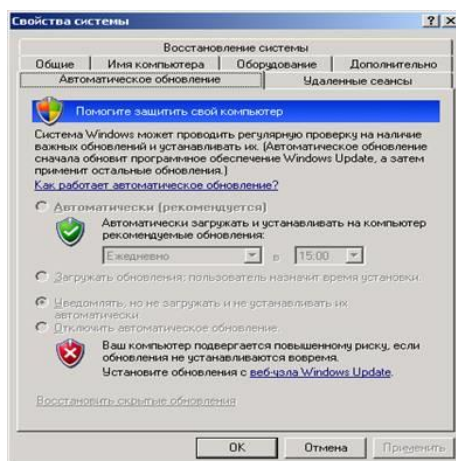 Свойства системы
Восстановление системы
Общие Имя компьютера Оборудование Дополнительно
Автоматическое обновление Удаленные сеансы
Помогите защитить свой компьютер
Система Windows может проводить регулярную проверку на наличие
важных обновлений и устанавливать их. (Автоматическое обновление
сначала обновит программное обеспечение Windows Update, а затем
применит остальные обновления.)
Как работает автоматическое обновление?
Автоматически (рекомендуется)
Автоматически загружать и устанавливать на компьютер
рекомендуемые обновления:
Ежедневно в 15:00
Загружать обновления; пользователь назначит время установки.
Уведомлять, но не загружать и не устанавливать их
автоматически.
Отключить автоматическое обновление.
Ваш компьютер подвергается повышенному риску, если
обновления не устанавливаются вовремя.
Установите обновления с веб-узла Windows Update.
Восстановить скрытые обновления
OK Отмена Применить